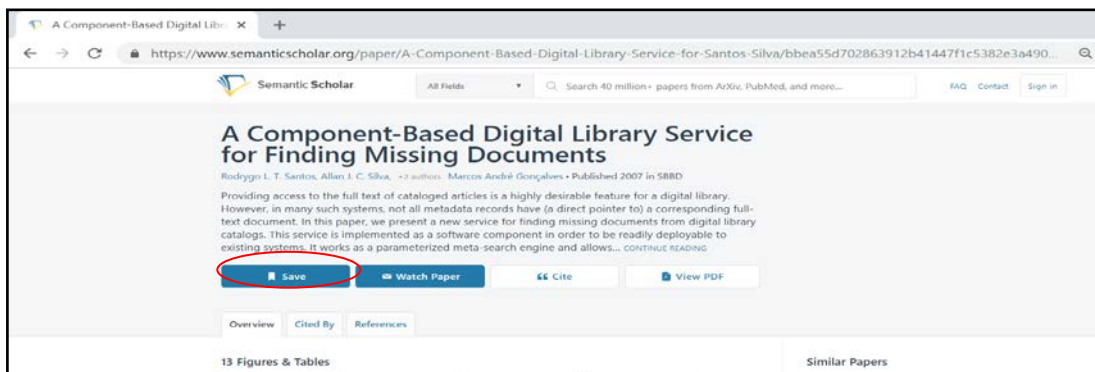 A Component-Based Digital Libr
https://www.semanticscholar.org/paper/A-Component-Based-Digital-Library-Service-for-Santos-Silva/bbea55d702863912b41447f1c5382e3a490...
Semantic Scholar All Fields Search 40 million+ papers from ArXiv, PubMed, and more... FAQ Contact Sign in
A Component-Based Digital Library Service
for Finding Missing Documents
Rodrygo L. T. Santos, Allan J. C. Silva, +3 authors Marcos André Gonçalves • Published 2007 in SBBD
Providing access to the full text of cataloged articles is a highly desirable feature for a digital library.
However, in many such systems, not all metadata records have (a direct pointer to) a corresponding full-
text document. In this paper, we present a new service for finding missing documents from digital library
catalogs. This service is implemented as a software component in order to be readily deployable to
existing systems. It works as a parameterized meta-search engine and allows... CONTINUE READING
Save Watch Paper Cite View PDF
Overview Cited By References
13 Figures & Tables Similar Papers